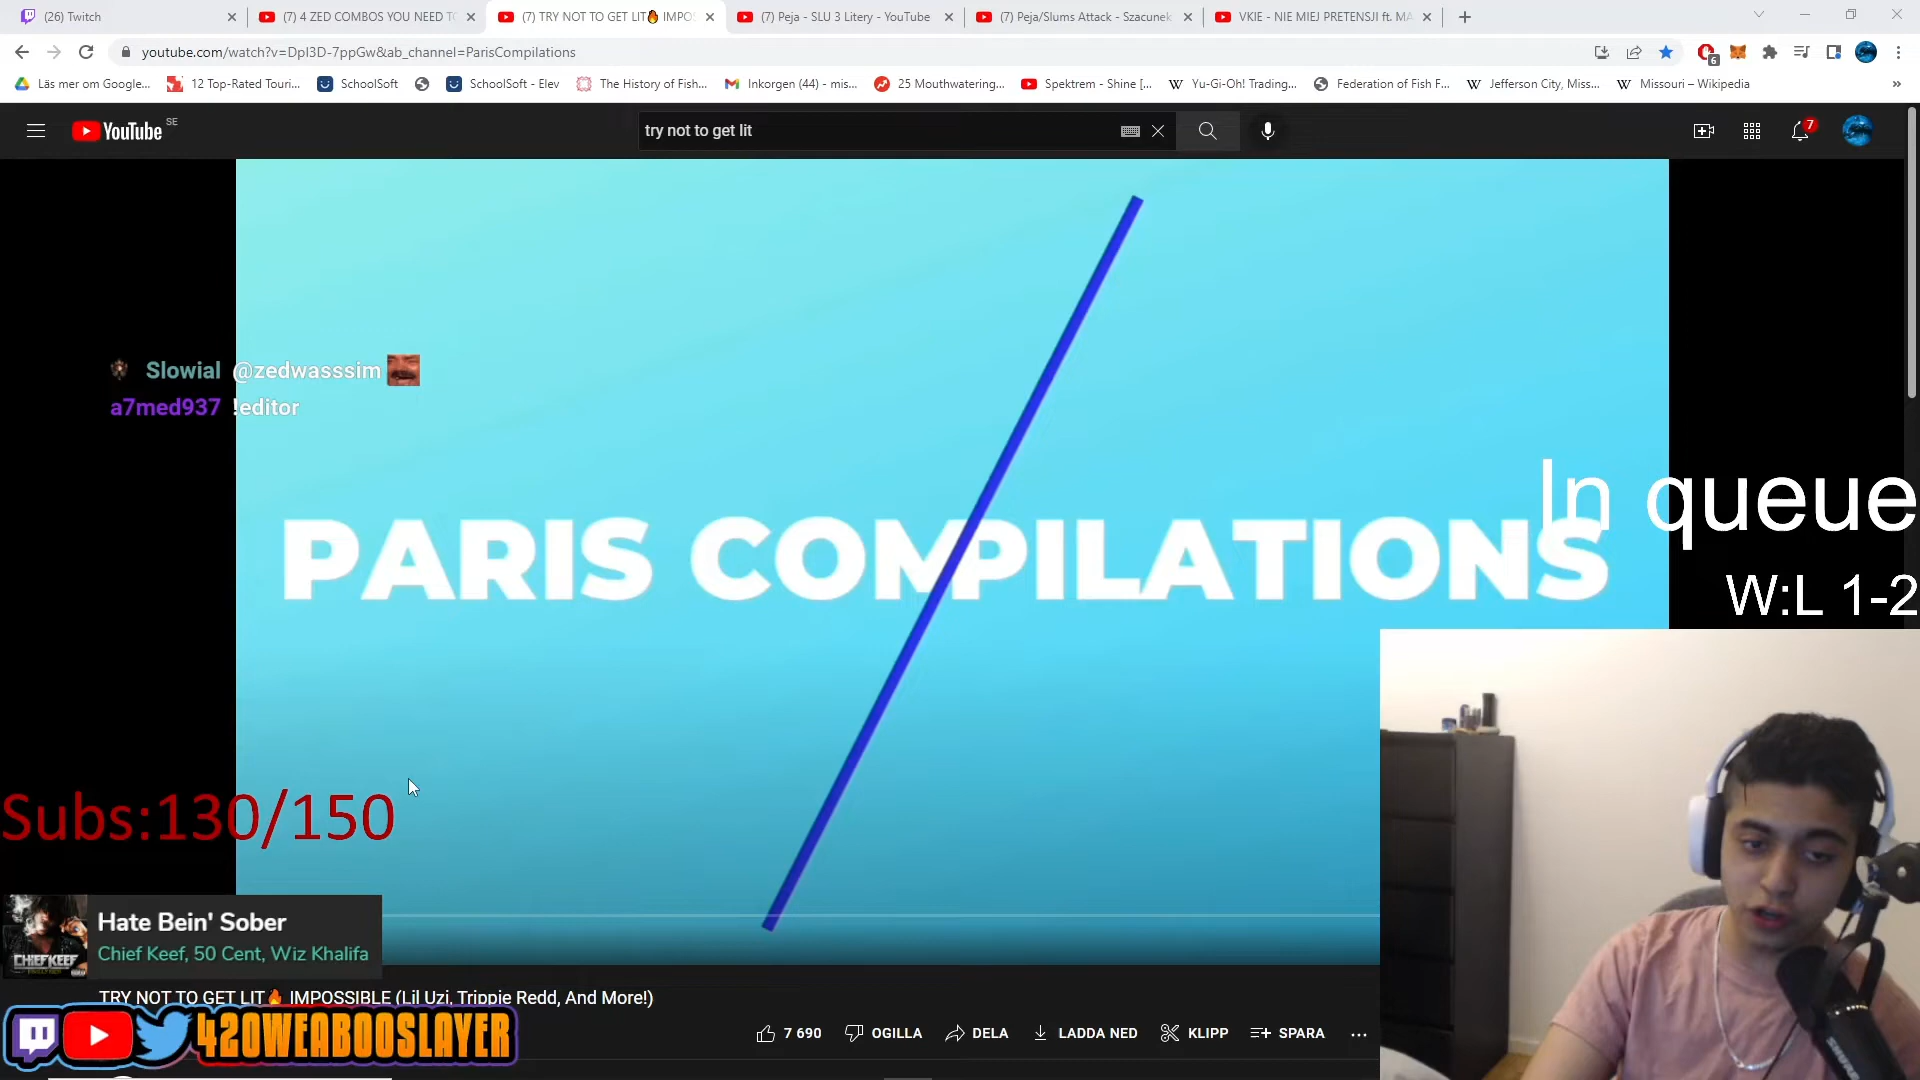 (26) Twitch
(7) 4 ZED COMBOS YOU NEED TO
(7) TRY NOT TO GET LIT🔥 IMPO
(7) Peja - SLU 3 Litery - YouTube
(7) Peja/Slums Attack - Szacunek
VKIE - NIE MIEJ PRETENSJI ft. MA
youtube.com/watch?v=DpI3D-7ppGw&ab_channel=ParisCompilations
6
Läs mer om Google...
12 Top-Rated Touri...
SchoolSoft
SchoolSoft - Elev
The History of Fish...
Inkorgen (44) - mis...
25 Mouthwatering...
Spektrem - Shine [...
Yu-Gi-Oh! Trading...
Federation of Fish F...
Jefferson City, Miss...
Missouri – Wikipedia
»
YouTube SE
try not to get lit
7
Slowial @zedwasssim
a7med937 !editor
In queue
PARIS COMPILATIONS
W:L 1-2
Subs:130/150
Hate Bein' Sober
Chief Keef, 50 Cent, Wiz Khalifa
CHIEF KEEF
TRY NOT TO GET LIT🔥 IMPOSSIBLE (Lil Uzi, Trippie Redd, And More!)
420WEABOOSLAYER
7 690
OGILLA
DELA
LADDA NED
KLIPP
SPARA
SHURE